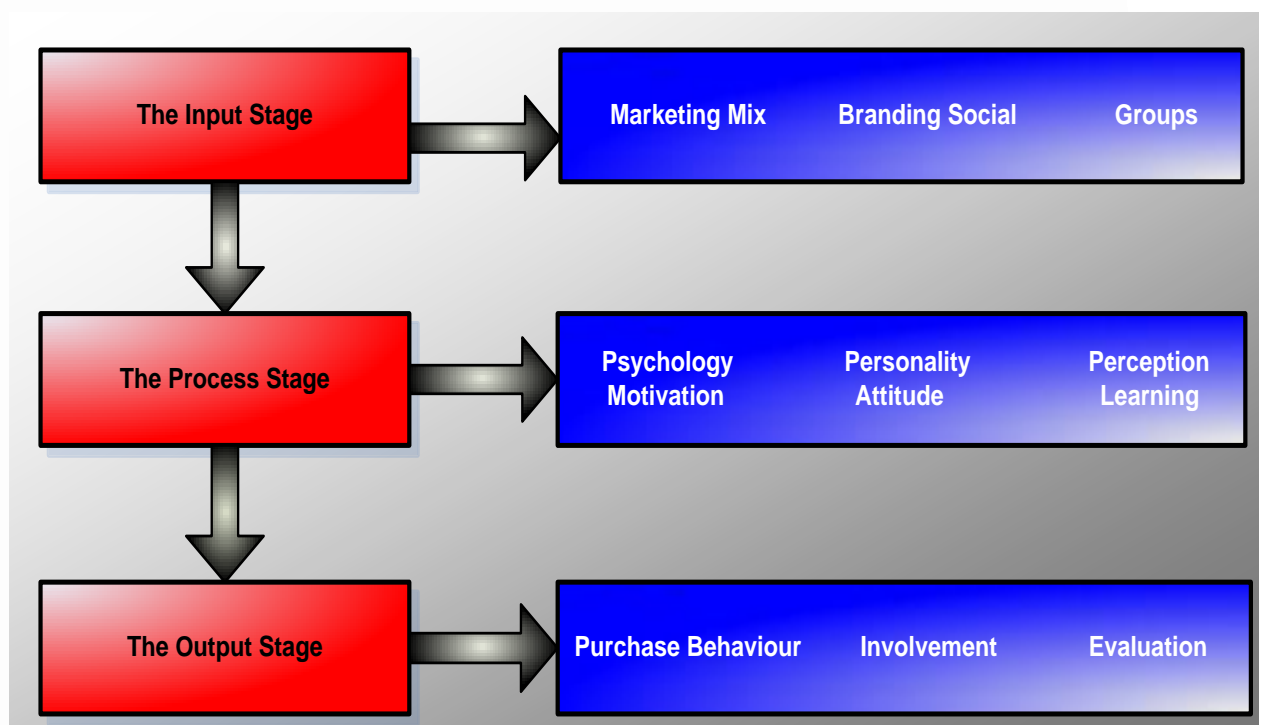 The Input Stage
Marketing Mix Branding Social Groups
The Process Stage
Psychology Personality Perception
Motivation Attitude Learning
The Output Stage
Purchase Behaviour Involvement Evaluation